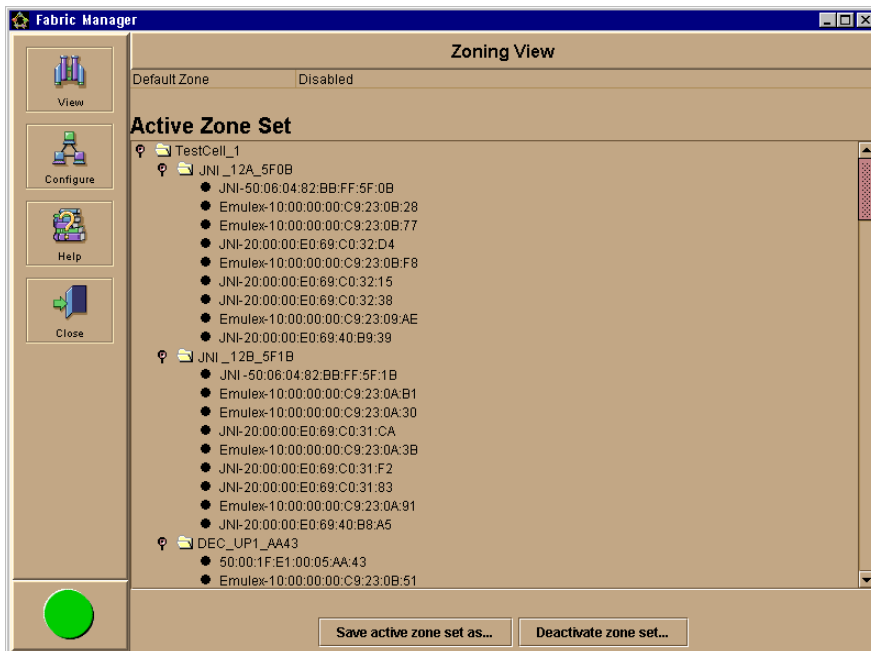 Fabric Manager
Zoning View
View
Default Zone Disabled
Active Zone Set
TestCell_1
JNI_12A_5F0B
JNI-50:06:04:82:BB:FF:5F:0B
Emulex-10:00:00:00:C9:23:0B:28
Emulex-10:00:00:00:C9:23:0B:77
JNI-20:00:00:E0:69:C0:32:D4
Emulex-10:00:00:00:C9:23:0B:F8
JNI-20:00:00:E0:69:C0:32:15
JNI-20:00:00:E0:69:C0:32:38
Emulex-10:00:00:00:C9:23:09:AE
JNI-20:00:00:E0:69:40:B9:39
JNI_12B_5F1B
JNI-50:06:04:82:BB:FF:5F:1B
Emulex-10:00:00:00:C9:23:0A:B1
Emulex-10:00:00:00:C9:23:0A:30
JNI-20:00:00:E0:69:C0:31:CA
Emulex-10:00:00:00:C9:23:0A:3B
JNI-20:00:00:E0:69:C0:31:F2
JNI-20:00:00:E0:69:C0:31:83
Emulex-10:00:00:00:C9:23:0A:91
JNI-20:00:00:E0:69:40:B8:A5
DEC_UP1_AA43
50:00:1F:E1:00:05:AA:43
Emulex-10:00:00:00:C9:23:0B:51
Configure
Help
Close
Save active zone set as...
Deactivate zone set...